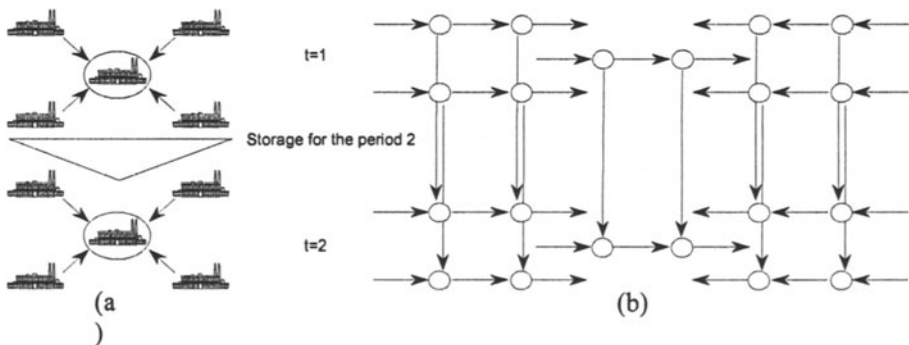 t=1
Storage for the period 2
t=2
(a
)
(b)